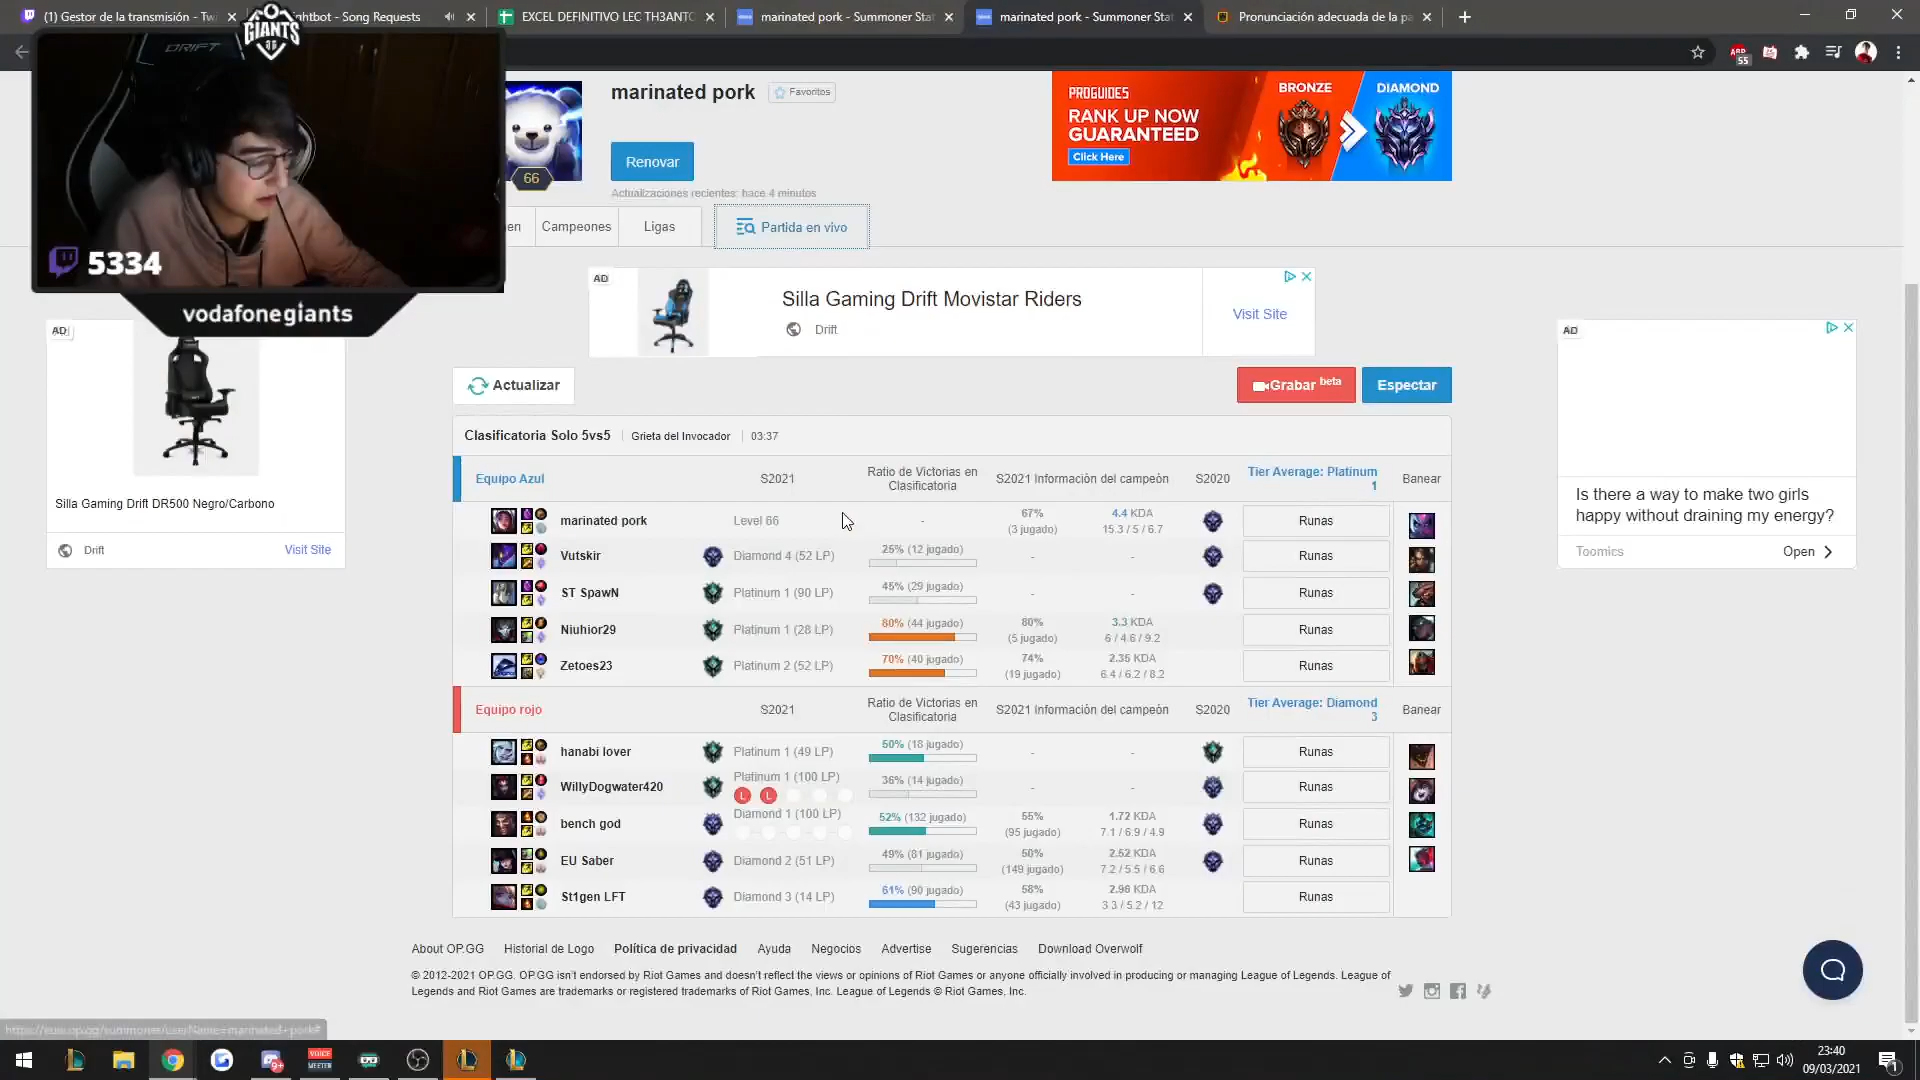 (1) Gestor de la transmisión - Tw
ghtbot - Song Requests
EXCEL DEFINITIVO LEC TH3ANTO
marinated pork - Summoner Sta
marinated pork - Summoner Sta
Pronunciación adecuada de la pa
55
DRIFT
GIANTS
5334
vodafonegiants
66
marinated pork
Favoritos
Renovar
Actualizaciones recientes: hace 4 minutos
PROGUIDES
RANK UP NOW
GUARANTEED
Click Here
BRONZE
DIAMOND
en
Campeones
Ligas
Partida en vivo
AD
Silla Gaming Drift Movistar Riders
Drift
Visit Site
AD
Silla Gaming Drift DR500 Negro/Carbono
Drift
Visit Site
AD
Is there a way to make two girls
happy without draining my energy?
Toomics
Open
Actualizar
Grabar beta
Espectar
Clasificatoria Solo 5vs5 Grieta del Invocador 03:37
Equipo Azul S2021 Ratio de Victorias en Clasificatoria S2021 Información del campeón S2020 Tier Average: Platinum 1 Banear
marinated pork Level 66 - 67% (3 jugado) 4.4 KDA 15.3 / 5 / 6.7 Runas
Vutskir Diamond 4 (52 LP) 25% (12 jugado) - - Runas
ST SpawN Platinum 1 (90 LP) 45% (29 jugado) - - Runas
Niuhior29 Platinum 1 (28 LP) 80% (44 jugado) 80% (5 jugado) 3.3 KDA 6 / 4.6 / 9.2 Runas
Zetoes23 Platinum 2 (52 LP) 70% (40 jugado) 74% (19 jugado) 2.35 KDA 6.4 / 6.2 / 8.2 Runas
Equipo rojo S2021 Ratio de Victorias en Clasificatoria S2021 Información del campeón S2020 Tier Average: Diamond 3 Banear
hanabi lover Platinum 1 (49 LP) 50% (18 jugado) - - Runas
WillyDogwater420 Platinum 1 (100 LP) L L 36% (14 jugado) - - Runas
bench god Diamond 1 (100 LP) 52% (132 jugado) 55% (95 jugado) 1.72 KDA 7.1 / 6.9 / 4.9 Runas
EU Saber Diamond 2 (51 LP) 49% (81 jugado) 50% (149 jugado) 2.52 KDA 7.2 / 5.5 / 6.6 Runas
St1gen LFT Diamond 3 (14 LP) 61% (90 jugado) 58% (43 jugado) 2.96 KDA 3.3 / 5.2 / 12 Runas
About OP.GG Historial de Logo Política de privacidad Ayuda Negocios Advertise Sugerencias Download Overwolf
© 2012-2021 OP.GG. OP.GG isn't endorsed by Riot Games and doesn't reflect the views or opinions of Riot Games or anyone officially involved in producing or managing League of Legends. League of
Legends and Riot Games are trademarks or registered trademarks of Riot Games, Inc. League of Legends © Riot Games, Inc.
https://euw.op.gg/summoner/userName=marinated+pork#
VOICE
MEETER
23:40
09/03/2021